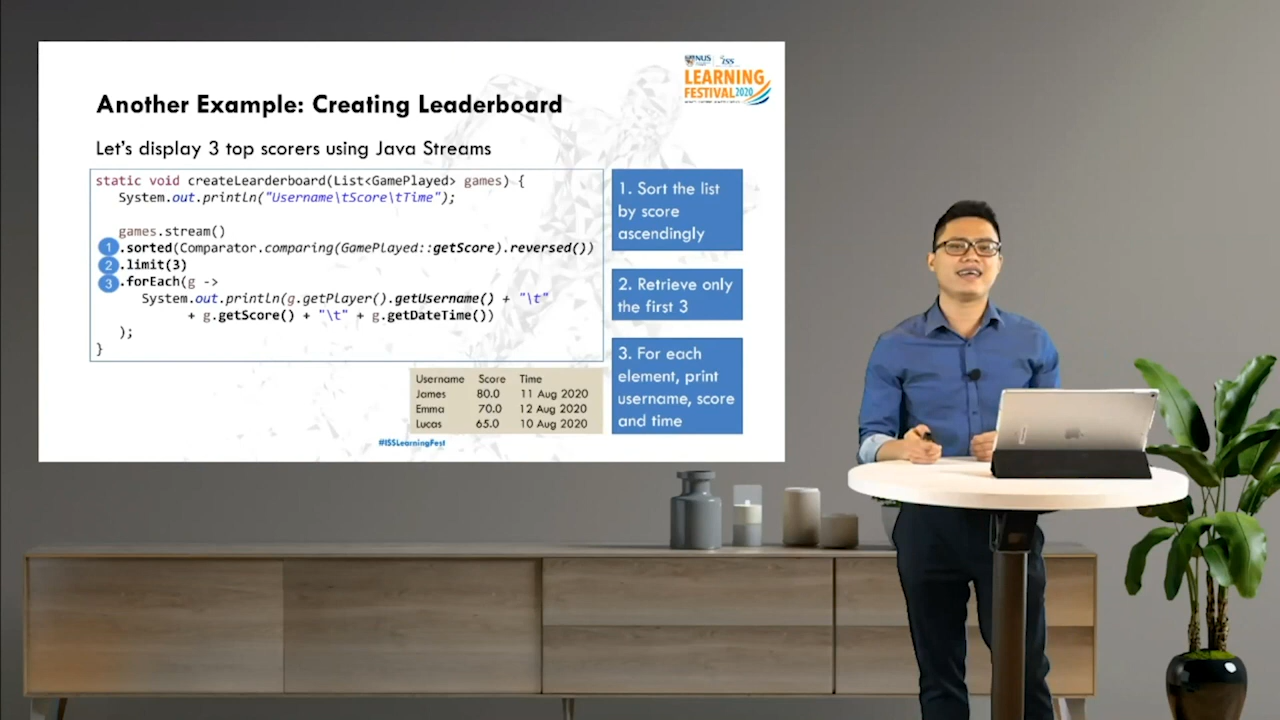 NUS
ISS
LEARNING
FESTIVAL 2020
Another Example: Creating Leaderboard
Let's display 3 top scorers using Java Streams
static void createLearderboard(List<GamePlayed> games) {
System.out.println("Username\tScore\tTime");
games.stream()
1 .sorted(Comparator.comparing(GamePLayed::getScore).reversed())
2 .limit(3)
3 .forEach(g ->
System.out.println(g.getPlayer().getUsername() + "\t"
+ g.getScore() + "\t" + g.getDateTime())
);
}
1. Sort the list
by score
ascendingly
2. Retrieve only
the first 3
3. For each
element, print
username, score
and time
Username Score Time
James 80.0 11 Aug 2020
Emma 70.0 12 Aug 2020
Lucas 65.0 10 Aug 2020
#ISSLearningFest